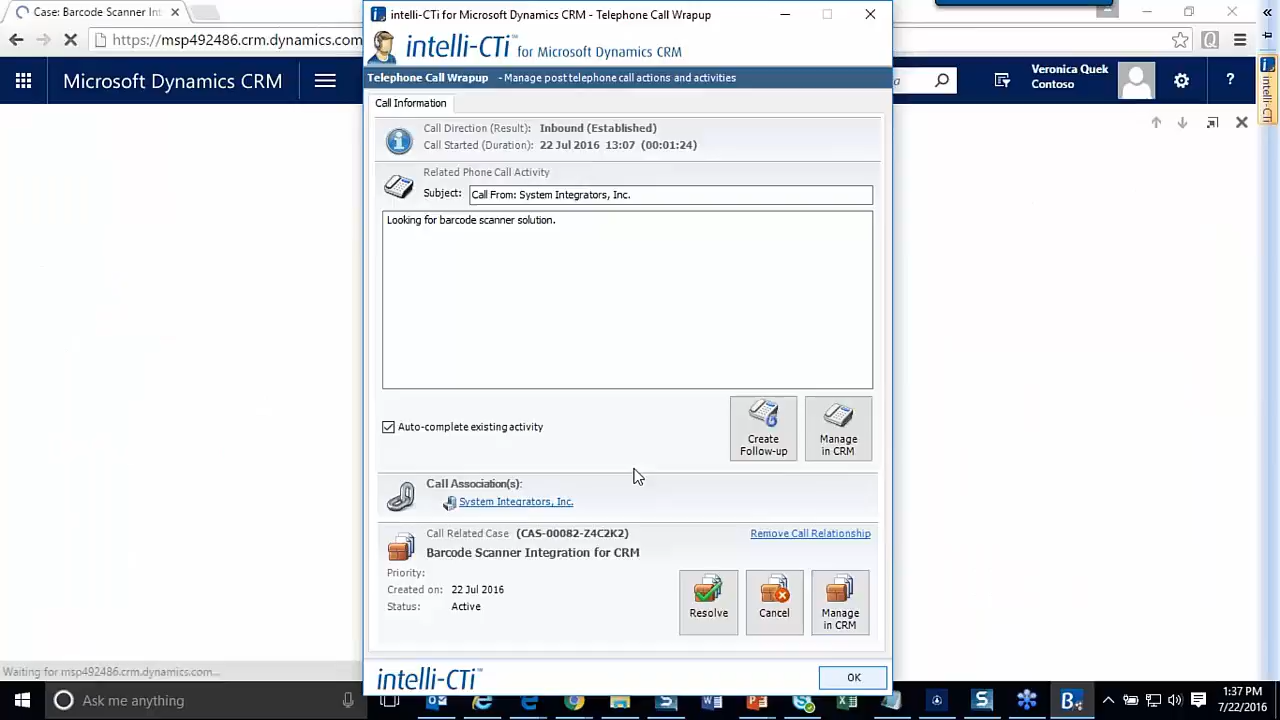 Case: Barcode Scanner Int
intelli-CTi for Microsoft Dynamics CRM - Telephone Call Wrapup
https://msp492486.crm.dynamics.com
intelli-CTi™ for Microsoft Dynamics CRM
Microsoft Dynamics CRM
Veronica Quek
Contoso
Telephone Call Wrapup - Manage post telephone call actions and activities
Call Information
Call Direction (Result): Inbound (Established)
Call Started (Duration): 22 Jul 2016 13:07 (00:01:24)
Related Phone Call Activity
Subject: Call From: System Integrators, Inc.
Looking for barcode scanner solution.
Auto-complete existing activity
Create
Follow-up
Manage
in CRM
Call Association(s):
System Integrators, Inc.
Call Related Case (CAS-00082-Z4C2K2)
Remove Call Relationship
Barcode Scanner Integration for CRM
Priority:
Created on: 22 Jul 2016
Status: Active
Resolve
Cancel
Manage
in CRM
Waiting for msp492486.crm.dynamics.com...
intelli-CTi™
OK
Ask me anything
1:37 PM
7/22/2016